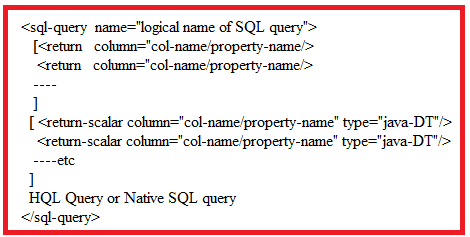 <sql-query name="logical name of SQL query">
[<return column="col-name/property-name/>
<return column="col-name/property-name/>
----
]
[ <return-scalar column="col-name/property-name" type="java-DT"/>
<return-scalar column="col-name/property-name" type="java-DT"/>
----etc
]
HQL Query or Native SQL query
</sql-query>